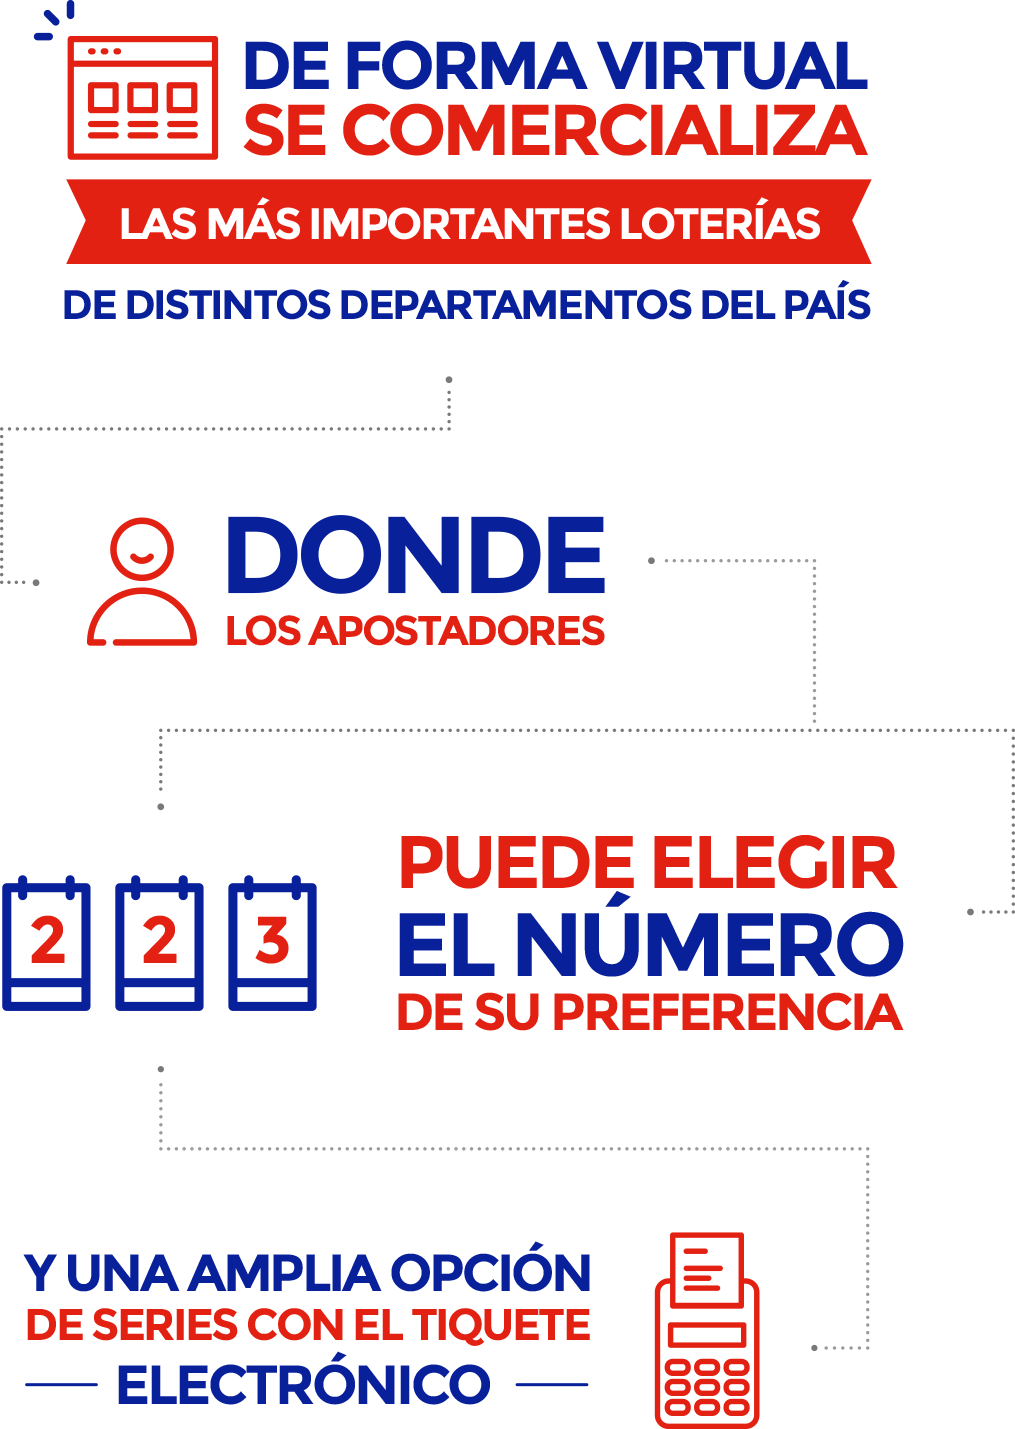 DE FORMA VIRTUAL
SE COMERCIALIZA
LAS MÁS IMPORTANTES LOTERÍAS
DE DISTINTOS DEPARTAMENTOS DEL PAÍS
DONDE
LOS APOSTADORES
2 2 3
PUEDE ELEGIR
EL NÚMERO
DE SU PREFERENCIA
Y UNA AMPLIA OPCIÓN
DE SERIES CON EL TIQUETE
ELECTRÓNICO